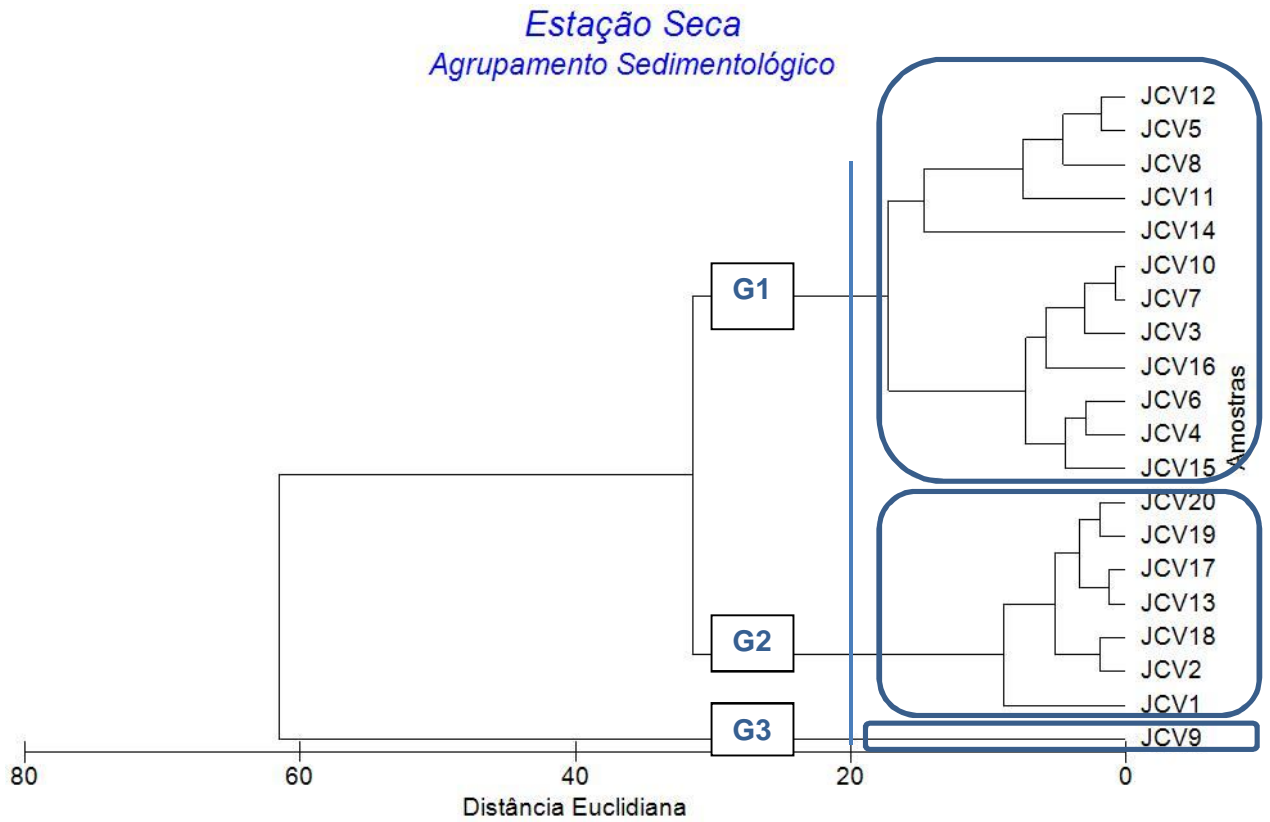 Estação Seca
Agrupamento Sedimentológico
JCV12
JCV5
JCV8
JCV11
JCV14
JCV10
G1
JCV7
JCV3
JCV16
JCV6
JCV4
JCV15
Amostras
JCV20
JCV19
JCV17
JCV13
JCV18
G2
JCV2
JCV1
G3
JCV9
80 60 40 20 0
Distância Euclidiana